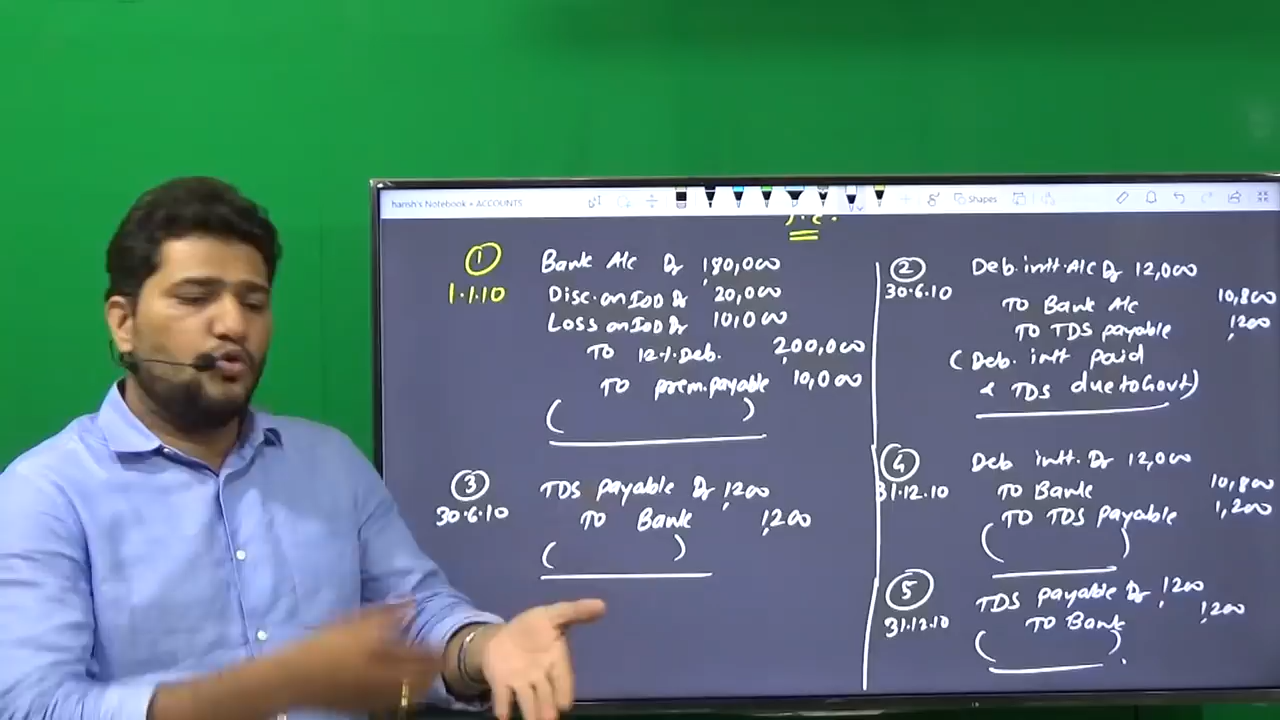 harish's Notebook • ACCOUNTS
Shapes
J.E.
① Bank A/c Dr 180,000
1.1.10
Disc. on IOD Dr 20,000
Loss on IOD Dr 10,000
TO 12% Deb. 200,000
TO prem. payable 10,000
( )
② Deb. intt. A/c Dr 12,000
30.6.10
TO Bank A/c 10,800
TO TDS payable 1200
(Deb. intt paid
& TDS due to Govt)
③ TDS payable Dr 1200
30.6.10 TO Bank 1,200
( )
④ Deb intt. Dr 12,000
31.12.10 TO Bank 10,800
TO TDS payable 1,200
( )
⑤ TDS payable Dr 1200
31.12.10 TO Bank 1200
( )